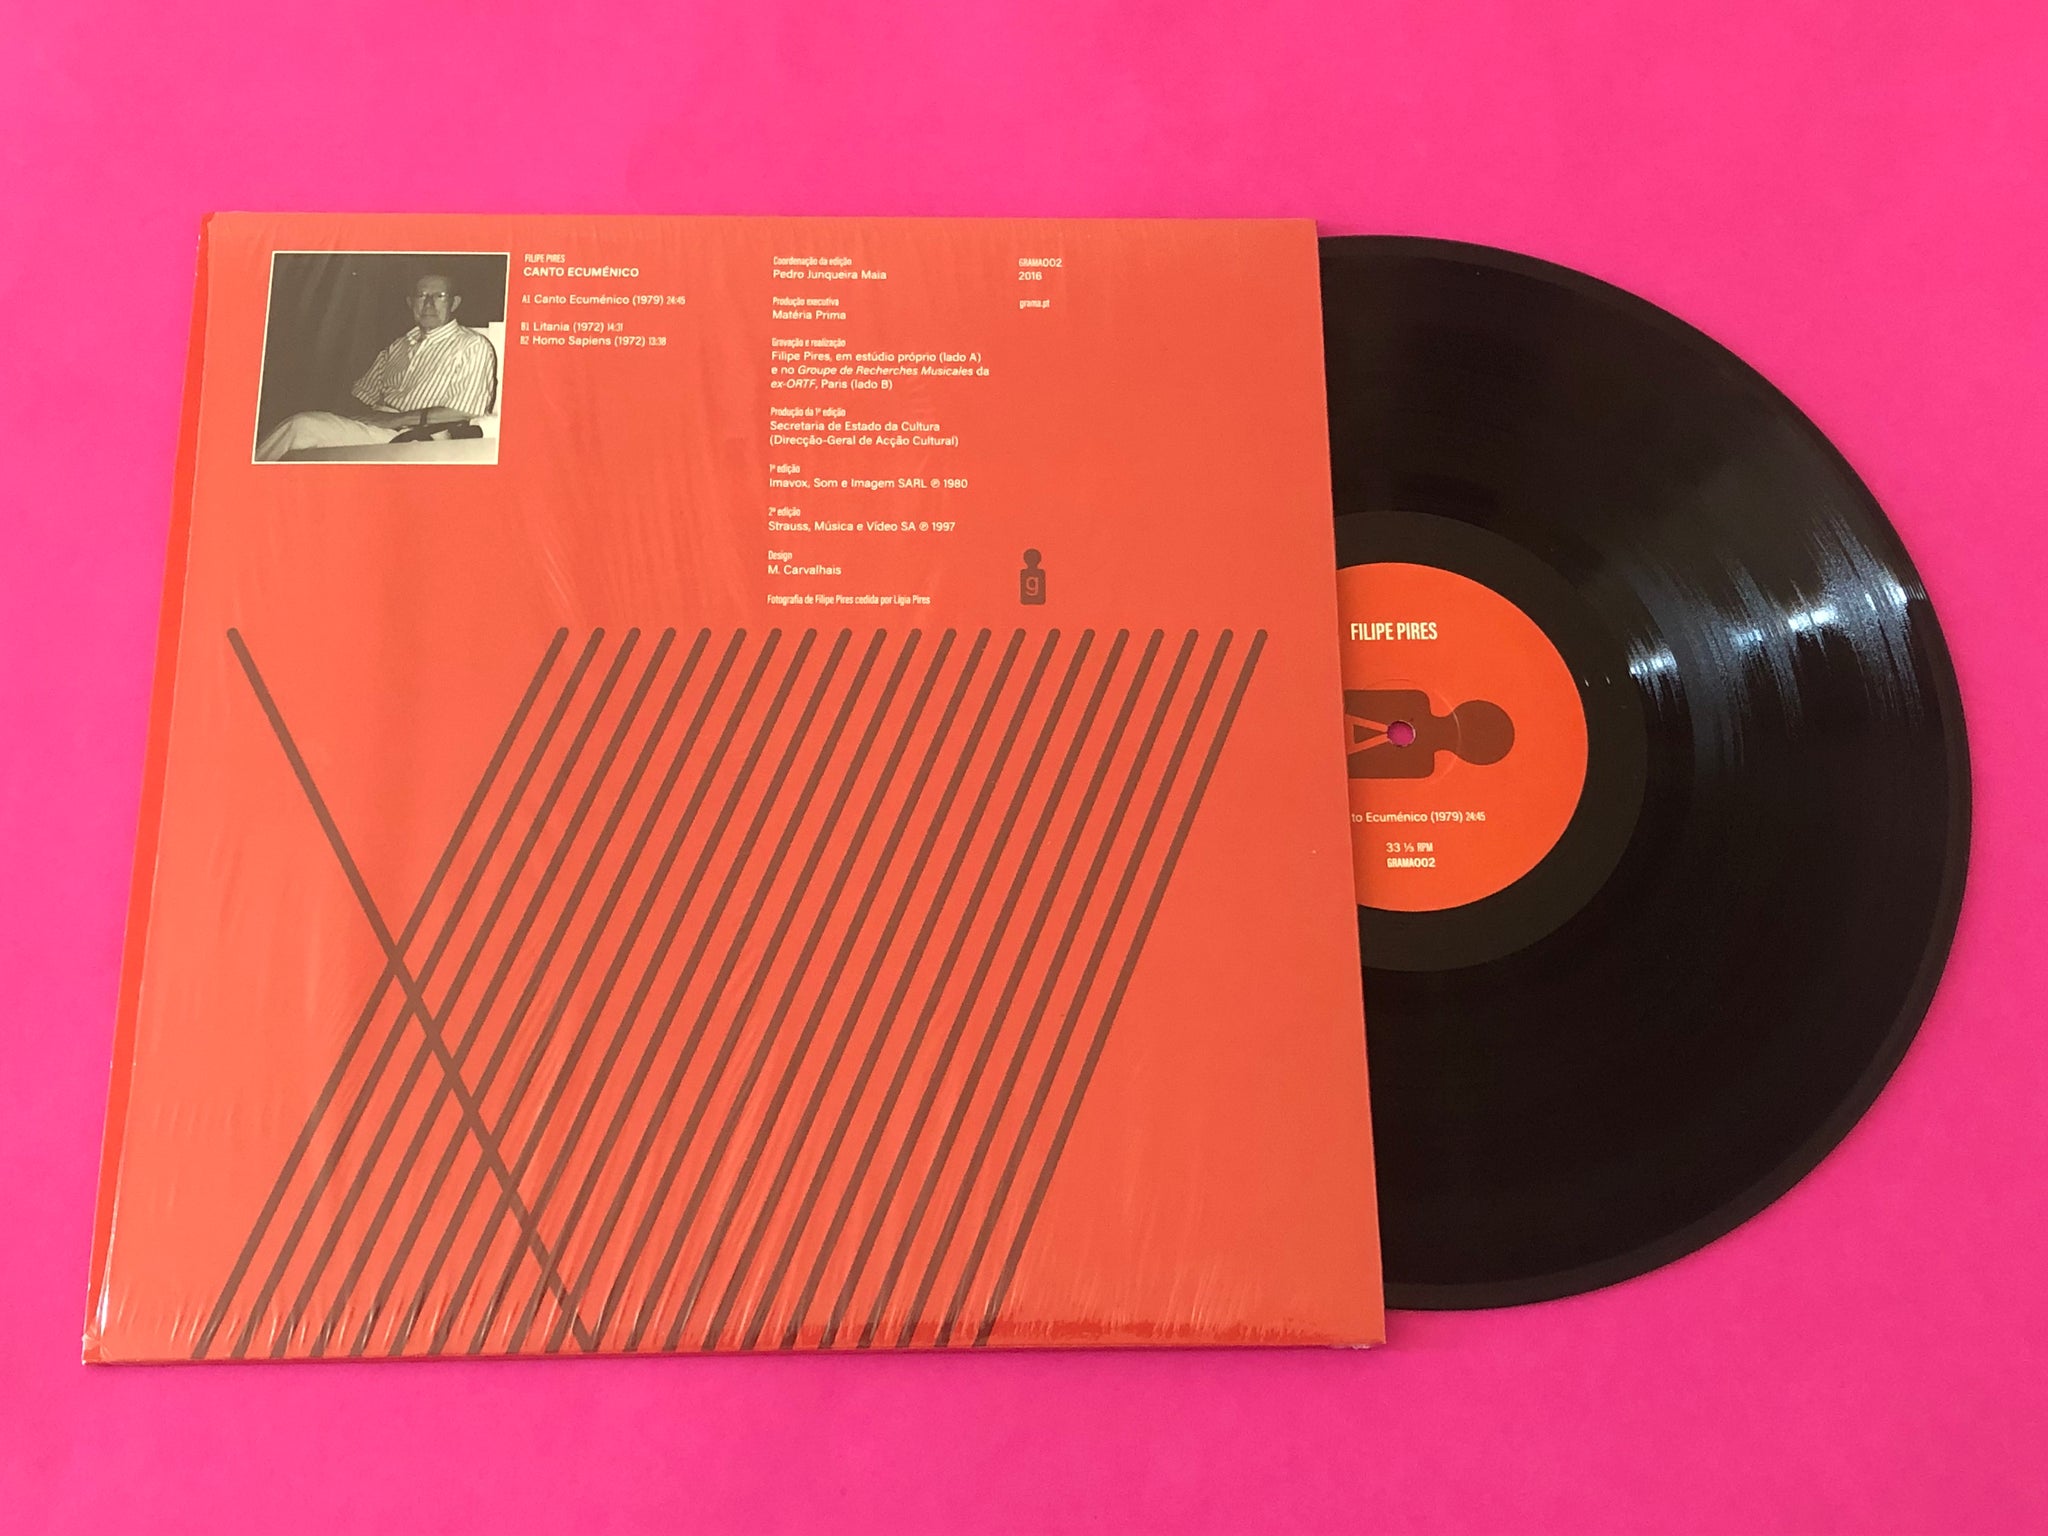 FILIPE PIRES
CANTO ECUMÉNICO
A1 Canto Ecuménico (1979) 24:45
B1 Litania (1972) 14:31
B2 Homo Sapiens (1972) 13:38
Coordenação da edição
Pedro Junqueira Maia
Produção executiva
Matéria Prima
Gravação e realização
Filipe Pires, em estúdio próprio (lado A)
e no Groupe de Recherches Musicales da
ex-ORTF, Paris (lado B)
Produção da 1ª edição
Secretaria de Estado da Cultura
(Direcção-Geral de Acção Cultural)
1ª edição
Imavox, Som e Imagem SARL ℗ 1980
2ª edição
Strauss, Música e Vídeo SA ℗ 1997
Design
M. Carvalhais
Fotografia de Filipe Pires cedida por Lígia Pires
GRAMA002
2016
grama.pt
g
FILIPE PIRES
A
to Ecuménico (1979) 24:45
33 ⅓ RPM
GRAMA002